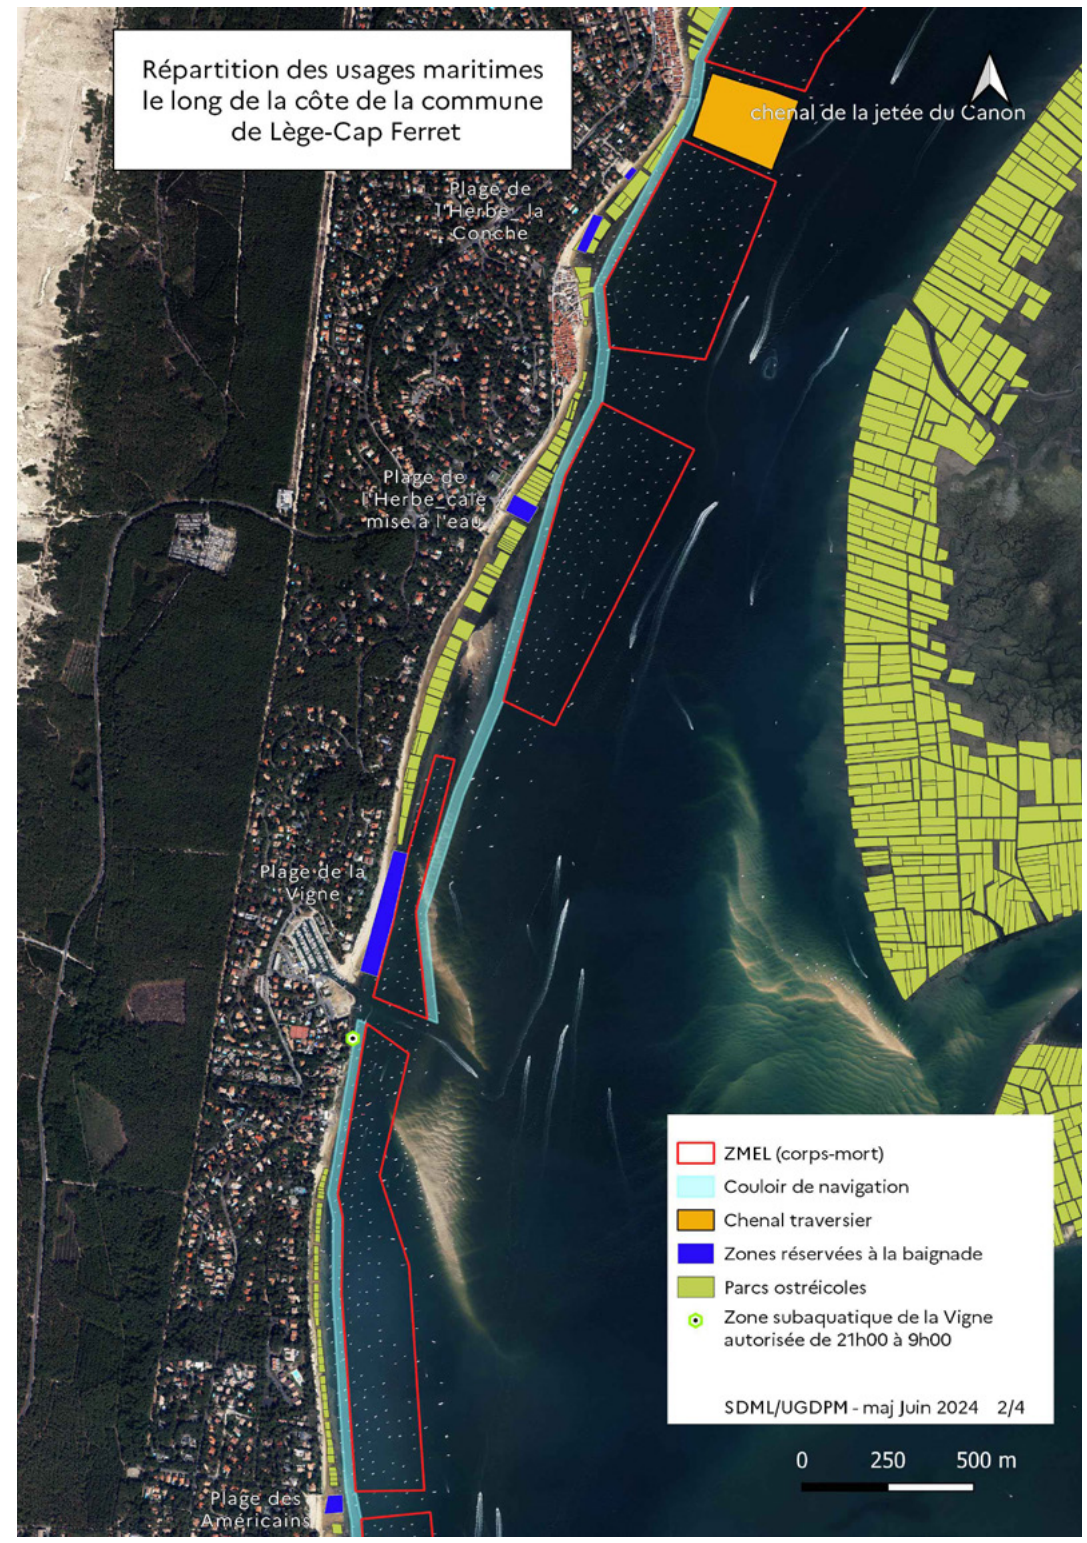 Répartition des usages maritimes
le long de la côte de la commune
de Lège-Cap Ferret
chenal de la jetée du Canon
Plage de
l'Herbe_la
Conche
Plage de
l'Herbe_cale
mise à l'eau
Plage de la
Vigne
ZMEL (corps-mort)
Couloir de navigation
Chenal traversier
Zones réservées à la baignade
Parcs ostréicoles
Zone subaquatique de la Vigne
autorisée de 21h00 à 9h00
SDML/UGDPM - maj Juin 2024 2/4
0 250 500 m
Plage des
Américains